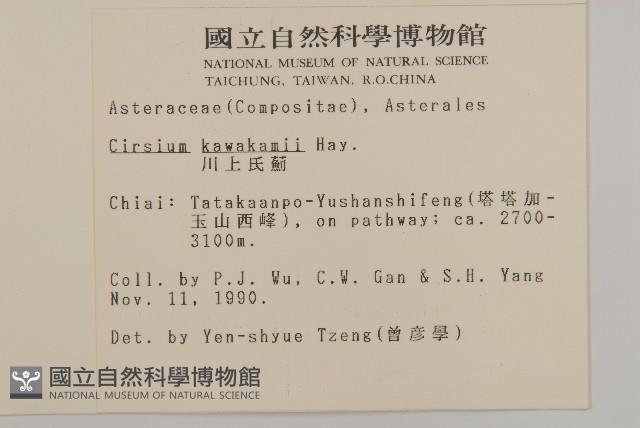 國立自然科學博物館
NATIONAL MUSEUM OF NATURAL SCIENCE
TAICHUNG, TAIWAN, R.O.CHINA
Asteraceae(Compositae), Asterales
Cirsium kawakamii Hay.
川上氏薊
Chiai: Tatakaanpo-Yushanshifeng(塔塔加-
玉山西峰), on pathway; ca. 2700-
3100m.
Coll. by P.J. Wu, C.W. Gan & S.H. Yang
Nov. 11, 1990.
Det. by Yen-shyue Tzeng(曾彥學)
國立自然科學博物館
NATIONAL MUSEUM OF NATURAL SCIENCE